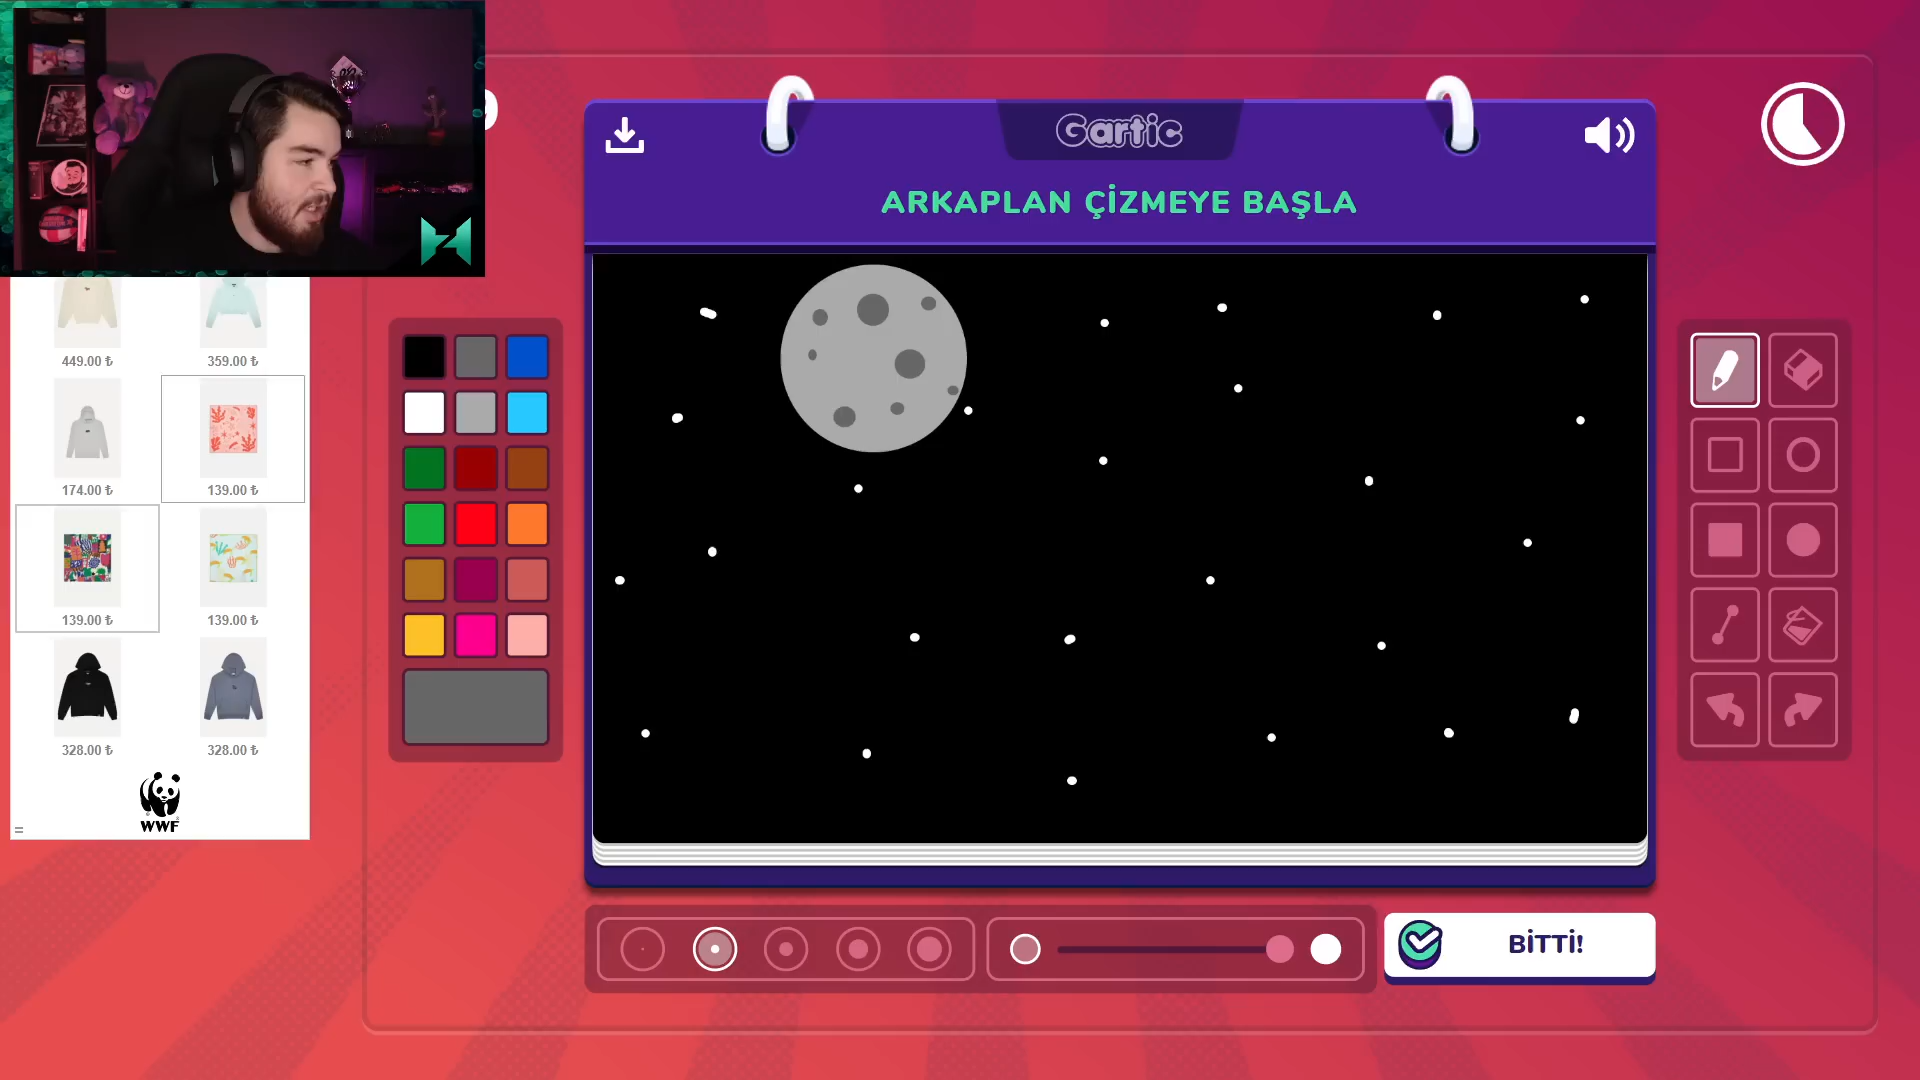 Gartic
ARKAPLAN ÇİZMEYE BAŞLA
449.00 ₺
359.00 ₺
174.00 ₺
139.00 ₺
139.00 ₺
139.00 ₺
328.00 ₺
328.00 ₺
WWF
BİTTİ!